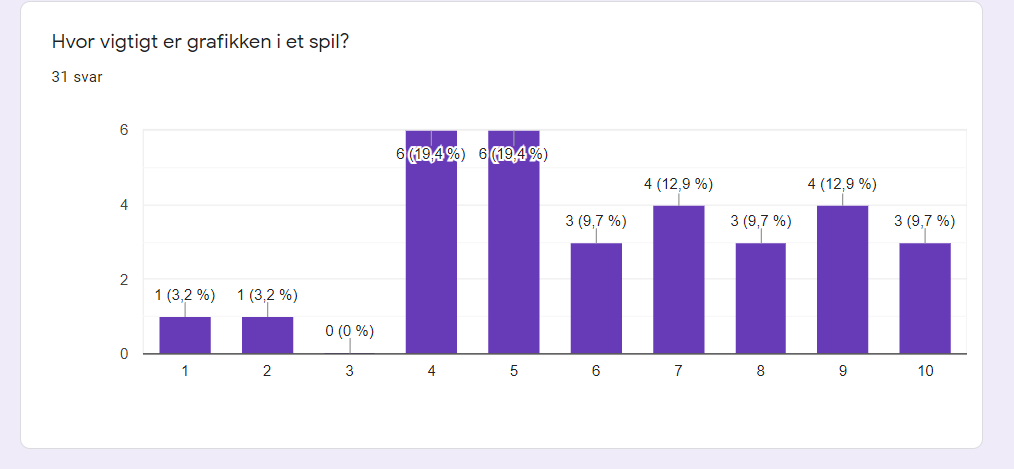 Hvor vigtigt er grafikken i et spil?
31 svar
6
6 (19,4 %) 6 (19,4 %)
4 (12,9 %) 4 (12,9 %)
4
3 (9,7 %) 3 (9,7 %) 3 (9,7 %)
2
1 (3,2 %) 1 (3,2 %)
0 (0 %)
0
1 2 3 4 5 6 7 8 9 10